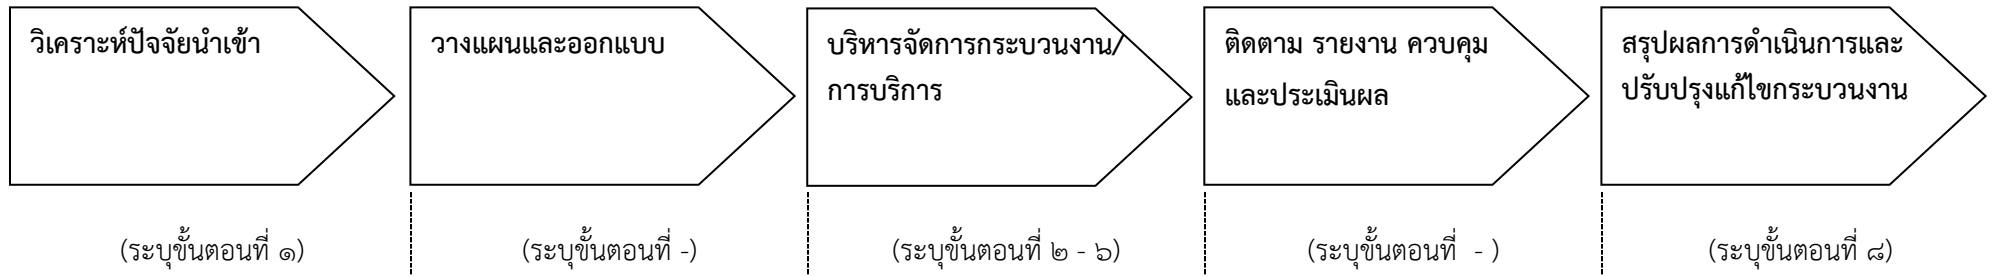 วิเคราะห์ปัจจัยนำเข้า
วางแผนและออกแบบ
บริหารจัดการกระบวนงาน/
การบริการ
ติดตาม รายงาน ควบคุม
และประเมินผล
สรุปผลการดำเนินการและ
ปรับปรุงแก้ไขกระบวนงาน
(ระบุขั้นตอนที่ ๑)
(ระบุขั้นตอนที่ -)
(ระบุขั้นตอนที่ ๒ - ๖)
(ระบุขั้นตอนที่ - )
(ระบุขั้นตอนที่ ๘)